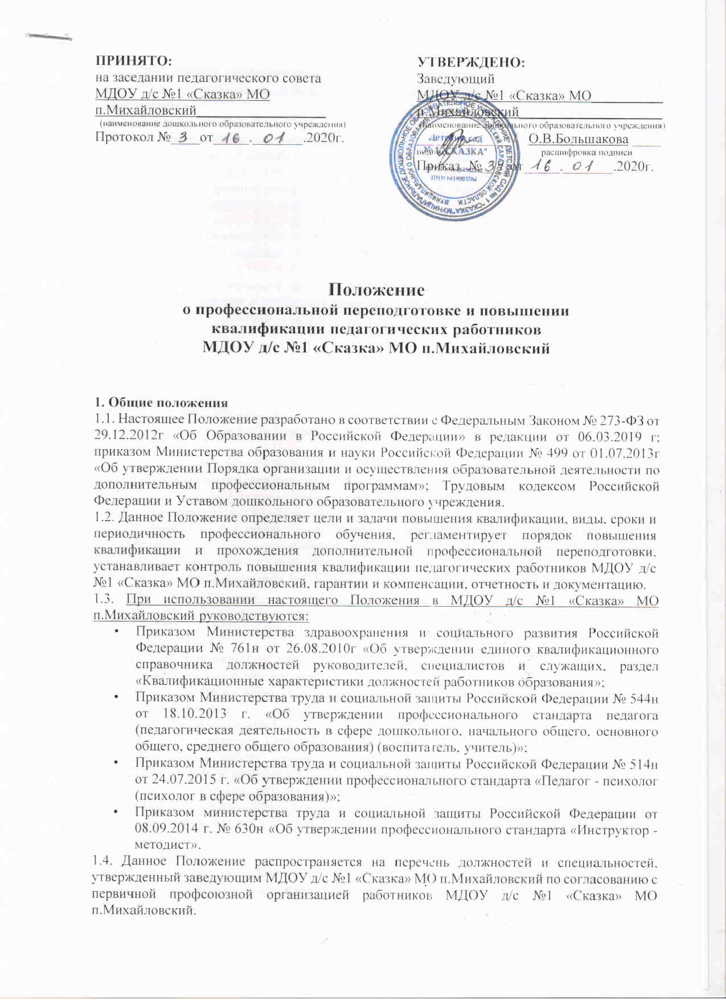 ПРИНЯТО:
на заседании педагогического совета
МДОУ д/с №1 «Сказка» МО
п.Михайловский
(наименование дошкольного образовательного учреждения)
Протокол № 3 от 16 . 01 .2020г.
УТВЕРЖДЕНО:
Заведующий
МДОУ д/с №1 «Сказка» МО
п.Михайловский
(наименование дошкольного образовательного учреждения)
/ О.В.Большакова
расшифровка подписи
Приказ № от 16 . 01 .2020г.
Детский сад
№ 1 "СКАЗКА"
Положение
о профессиональной переподготовке и повышении
квалификации педагогических работников
МДОУ д/с №1 «Сказка» МО п.Михайловский
1. Общие положения
1.1. Настоящее Положение разработано в соответствии с Федеральным Законом № 273-ФЗ от
29.12.2012г «Об Образовании в Российской Федерации» в редакции от 06.03.2019 г;
приказом Министерства образования и науки Российской Федерации № 499 от 01.07.2013г
«Об утверждении Порядка организации и осуществления образовательной деятельности по
дополнительным профессиональным программам»; Трудовым кодексом Российской
Федерации и Уставом дошкольного образовательного учреждения.
1.2. Данное Положение определяет цели и задачи повышения квалификации, виды, сроки и
периодичность профессионального обучения, регламентирует порядок повышения
квалификации и прохождения дополнительной профессиональной переподготовки,
устанавливает контроль повышения квалификации педагогических работников МДОУ д/с
№1 «Сказка» МО п.Михайловский, гарантии и компенсации, отчетность и документацию.
1.3. При использовании настоящего Положения в МДОУ д/с №1 «Сказка» МО
п.Михайловский руководствуются:
• Приказом Министерства здравоохранения и социального развития Российской
Федерации № 761н от 26.08.2010г «Об утверждении единого квалификационного
справочника должностей руководителей, специалистов и служащих, раздел
«Квалификационные характеристики должностей работников образования»;
• Приказом Министерства труда и социальной защиты Российской Федерации № 544н
от 18.10.2013 г. «Об утверждении профессионального стандарта педагога
(педагогическая деятельность в сфере дошкольного, начального общего, основного
общего, среднего общего образования) (воспитатель, учитель)»;
• Приказом Министерства труда и социальной защиты Российской Федерации № 514н
от 24.07.2015 г. «Об утверждении профессионального стандарта «Педагог - психолог
(психолог в сфере образования)»;
• Приказом министерства труда и социальной защиты Российской Федерации от
08.09.2014 г. № 630н «Об утверждении профессионального стандарта «Инструктор -
методист».
1.4. Данное Положение распространяется на перечень должностей и специальностей,
утвержденный заведующим МДОУ д/с №1 «Сказка» МО п.Михайловский по согласованию с
первичной профсоюзной организацией работников МДОУ д/с №1 «Сказка» МО
п.Михайловский.